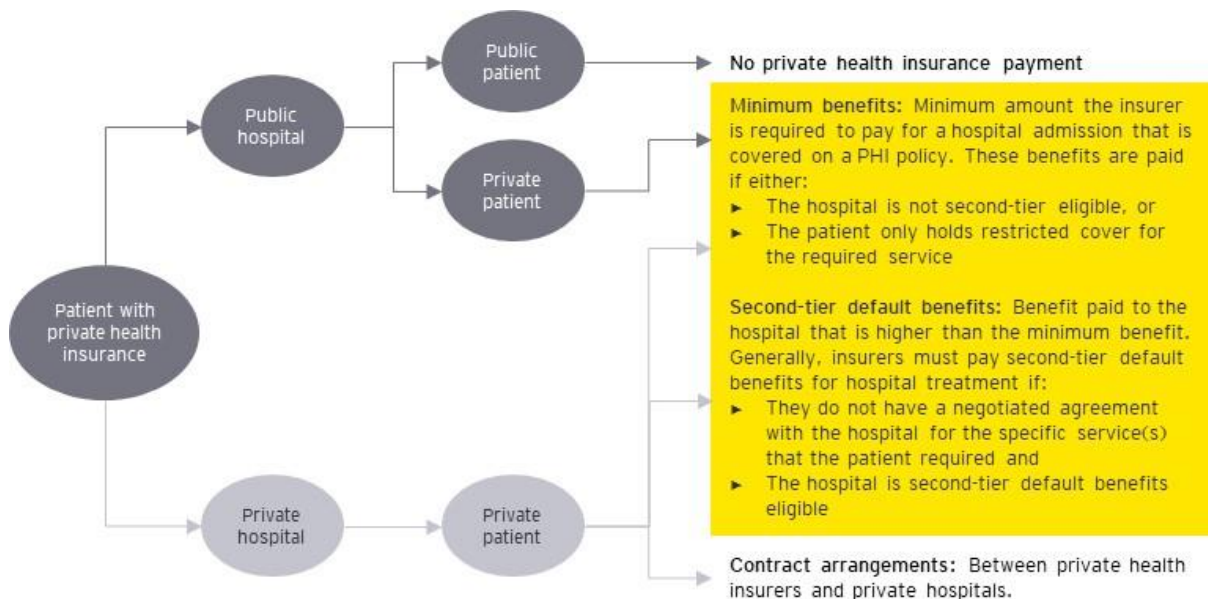 Patient with
private health
insurance
Public
hospital
Public
patient
Private
patient
Private
hospital
Private
patient
No private health insurance payment
Minimum benefits: Minimum amount the insurer
is required to pay for a hospital admission that is
covered on a PHI policy. These benefits are paid
if either:
► The hospital is not second-tier eligible, or
► The patient only holds restricted cover for
the required service
Second-tier default benefits: Benefit paid to the
hospital that is higher than the minimum benefit.
Generally, insurers must pay second-tier default
benefits for hospital treatment if:
► They do not have a negotiated agreement
with the hospital for the specific service(s)
that the patient required and
► The hospital is second-tier default benefits
eligible
Contract arrangements: Between private health
insurers and private hospitals.